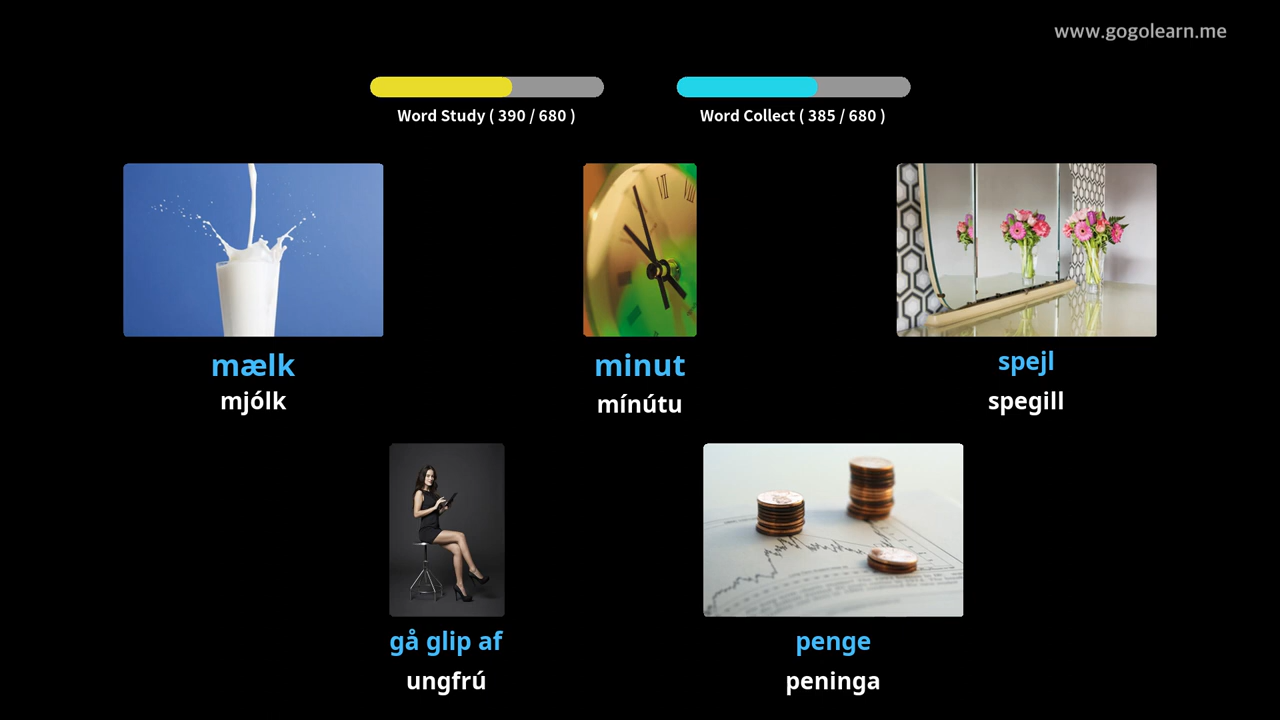 www.gogolearn.me
Word Study ( 390 / 680 )
Word Collect ( 385 / 680 )
mælk
mjólk
minut
mínútu
spejl
spegill
gå glip af
ungfrú
penge
peninga